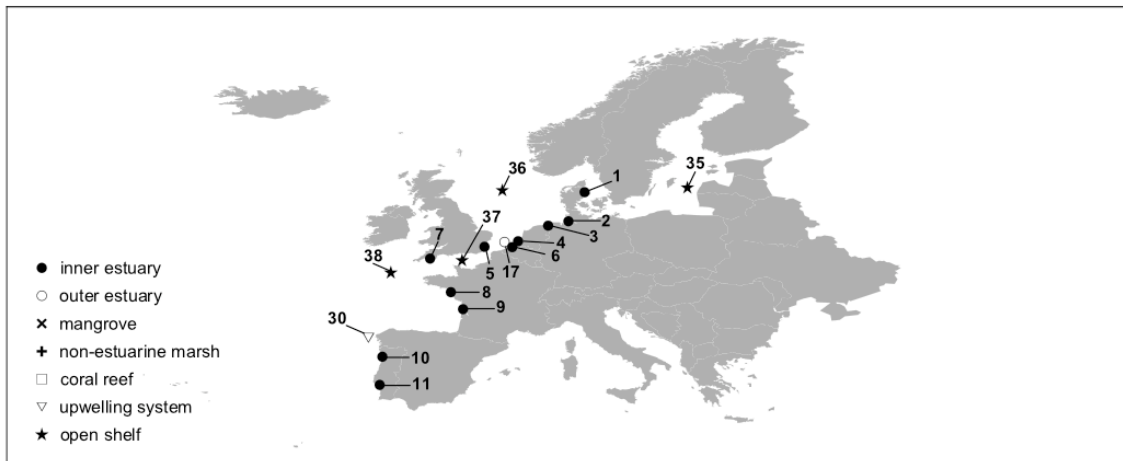 36
35
1
37
7
2
38
4
3
5
17
6
8
9
30
10
11
inner estuary
outer estuary
mangrove
non-estuarine marsh
coral reef
upwelling system
open shelf